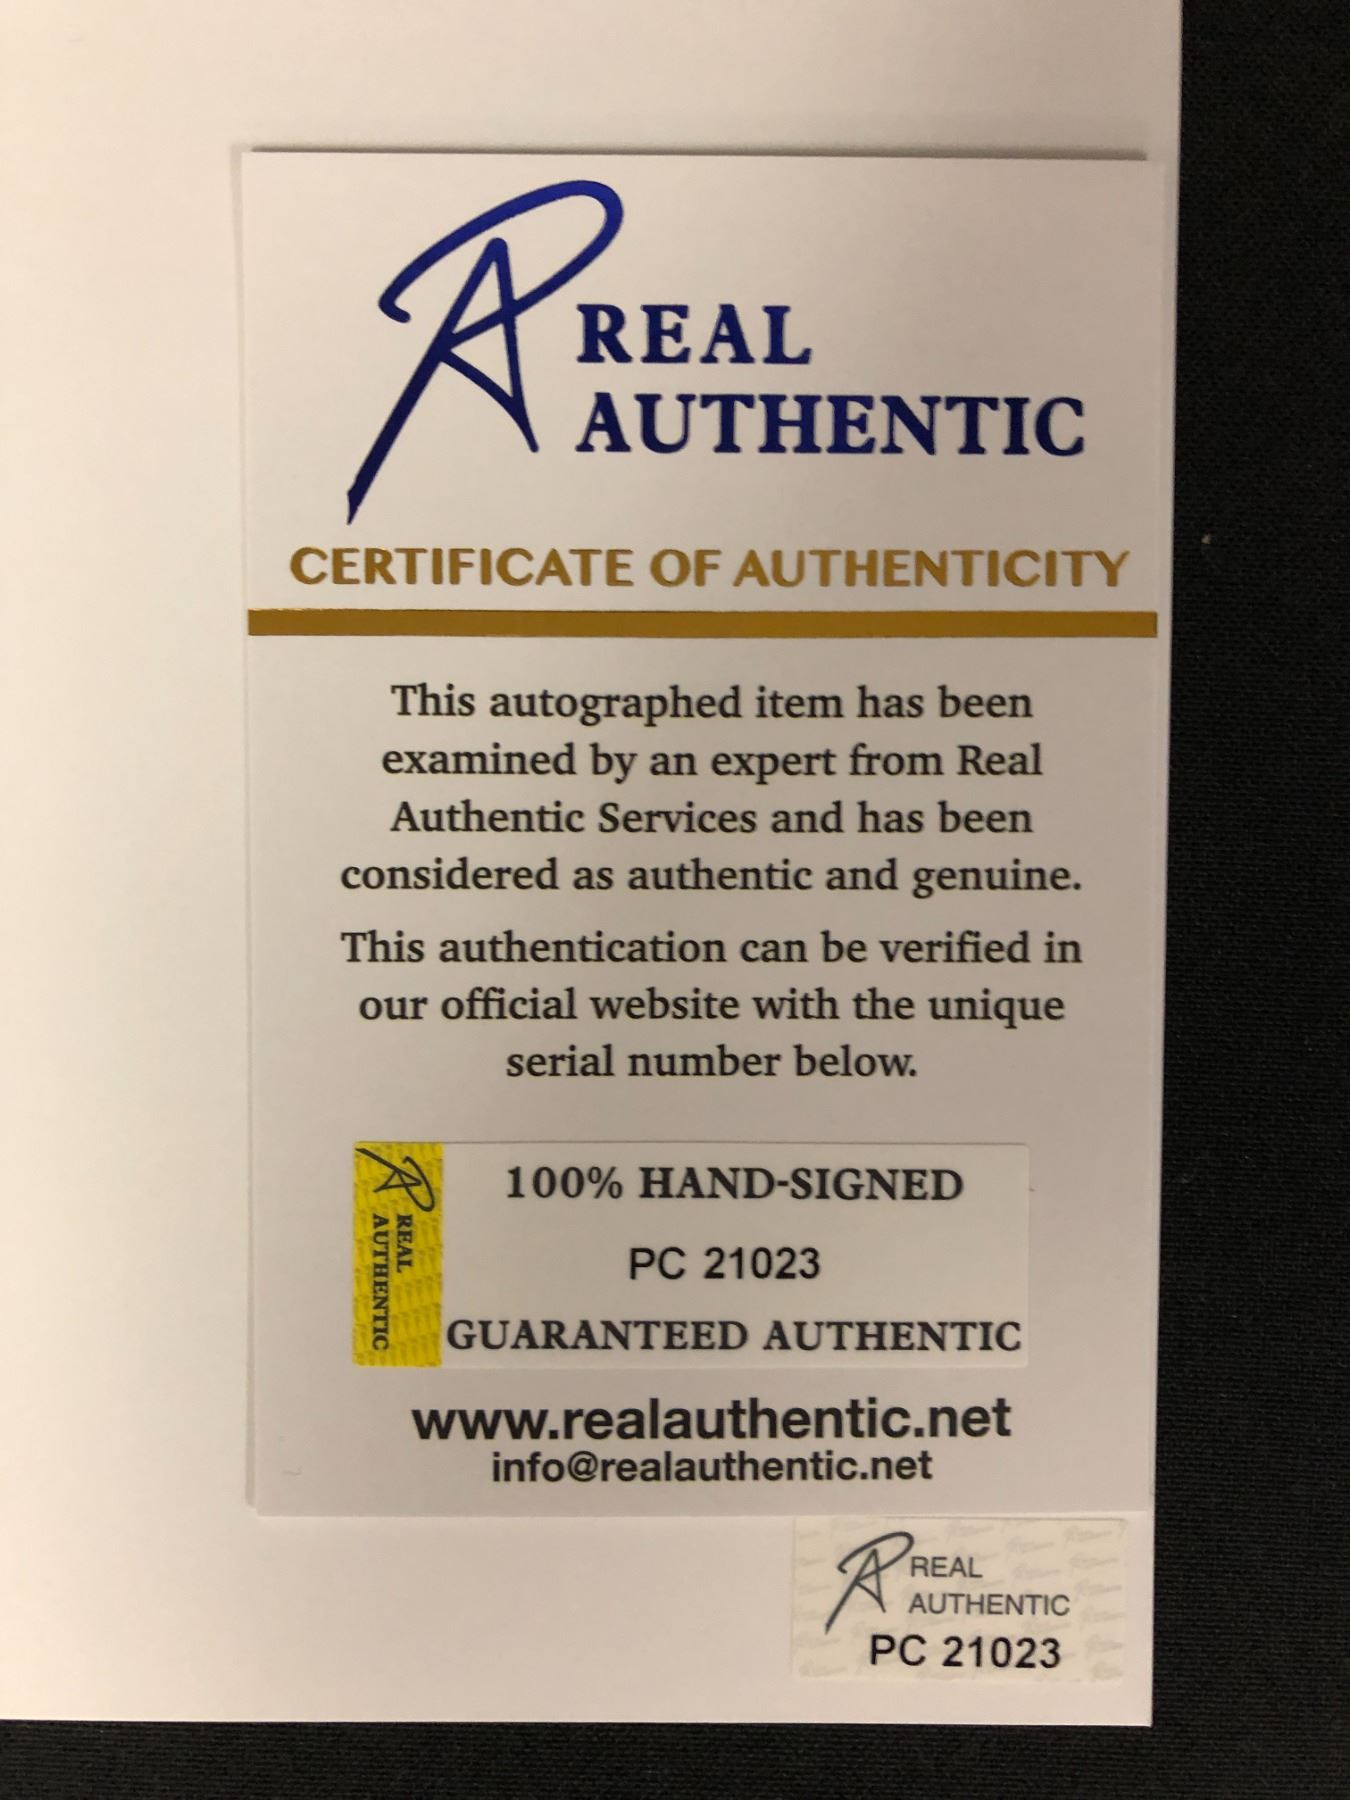 REAL
AUTHENTIC
CERTIFICATE OF AUTHENTICITY
This autographed item has been
examined by an expert from Real
Authentic Services and has been
considered as authentic and genuine.
This authentication can be verified in
our official website with the unique
serial number below.
REAL
AUTHENTIC
100% HAND-SIGNED
PC 21023
GUARANTEED AUTHENTIC
www.realauthentic.net
info@realauthentic.net
REAL
AUTHENTIC
PC 21023